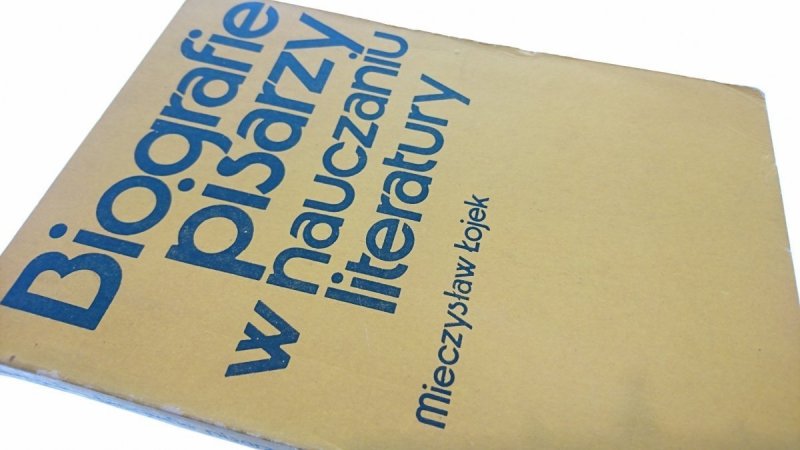 Biografie
pisarzy
w nauczaniu
literatury
mieczysław Łojek